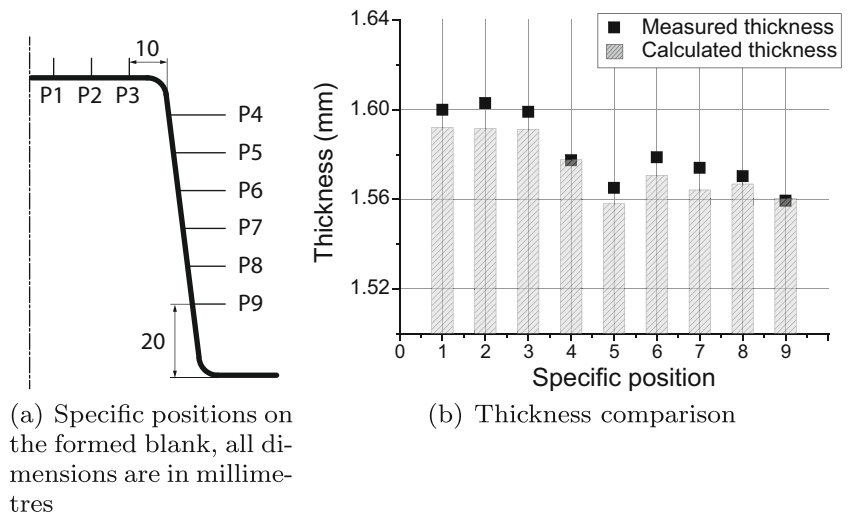 10
P1 P2 P3
P4
P5
P6
P7
P8
P9
20
(a) Specific positions on
the formed blank, all di-
mensions are in millime-
tres
Measured thickness
Calculated thickness
Thickness (mm)
1.64
1.60
1.56
1.52
0 1 2 3 4 5 6 7 8 9
Specific position
(b) Thickness comparison